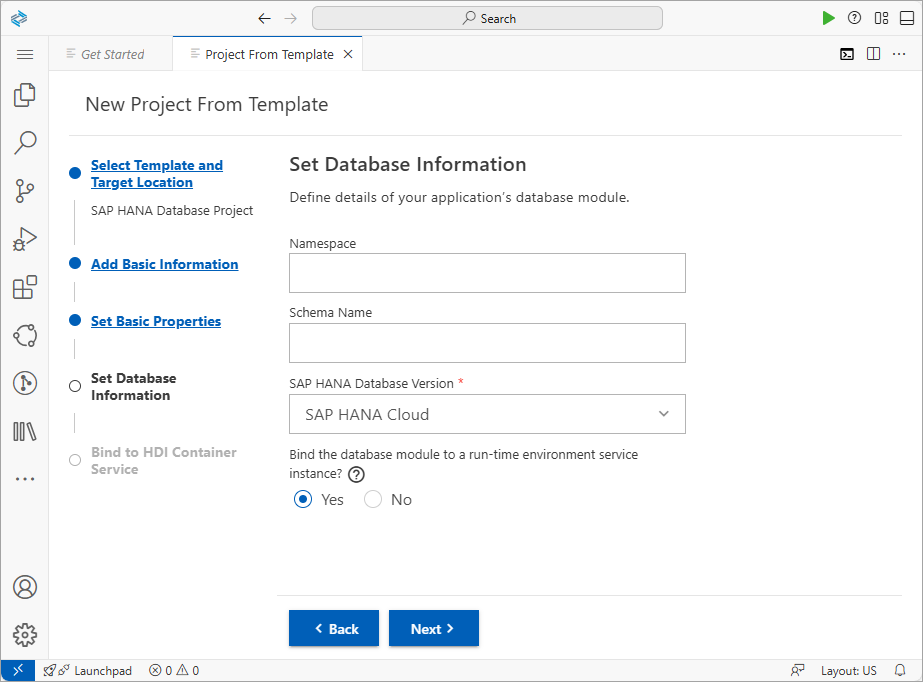 Search
Get Started
Project From Template
New Project From Template
Select Template and
Target Location
SAP HANA Database Project
Add Basic Information
Set Basic Properties
Set Database
Information
Bind to HDI Container
Service
Set Database Information
Define details of your application's database module.
Namespace
Schema Name
SAP HANA Database Version *
SAP HANA Cloud
Bind the database module to a run-time environment service
instance?
Yes No
Back Next
Launchpad 0 0 Layout: US